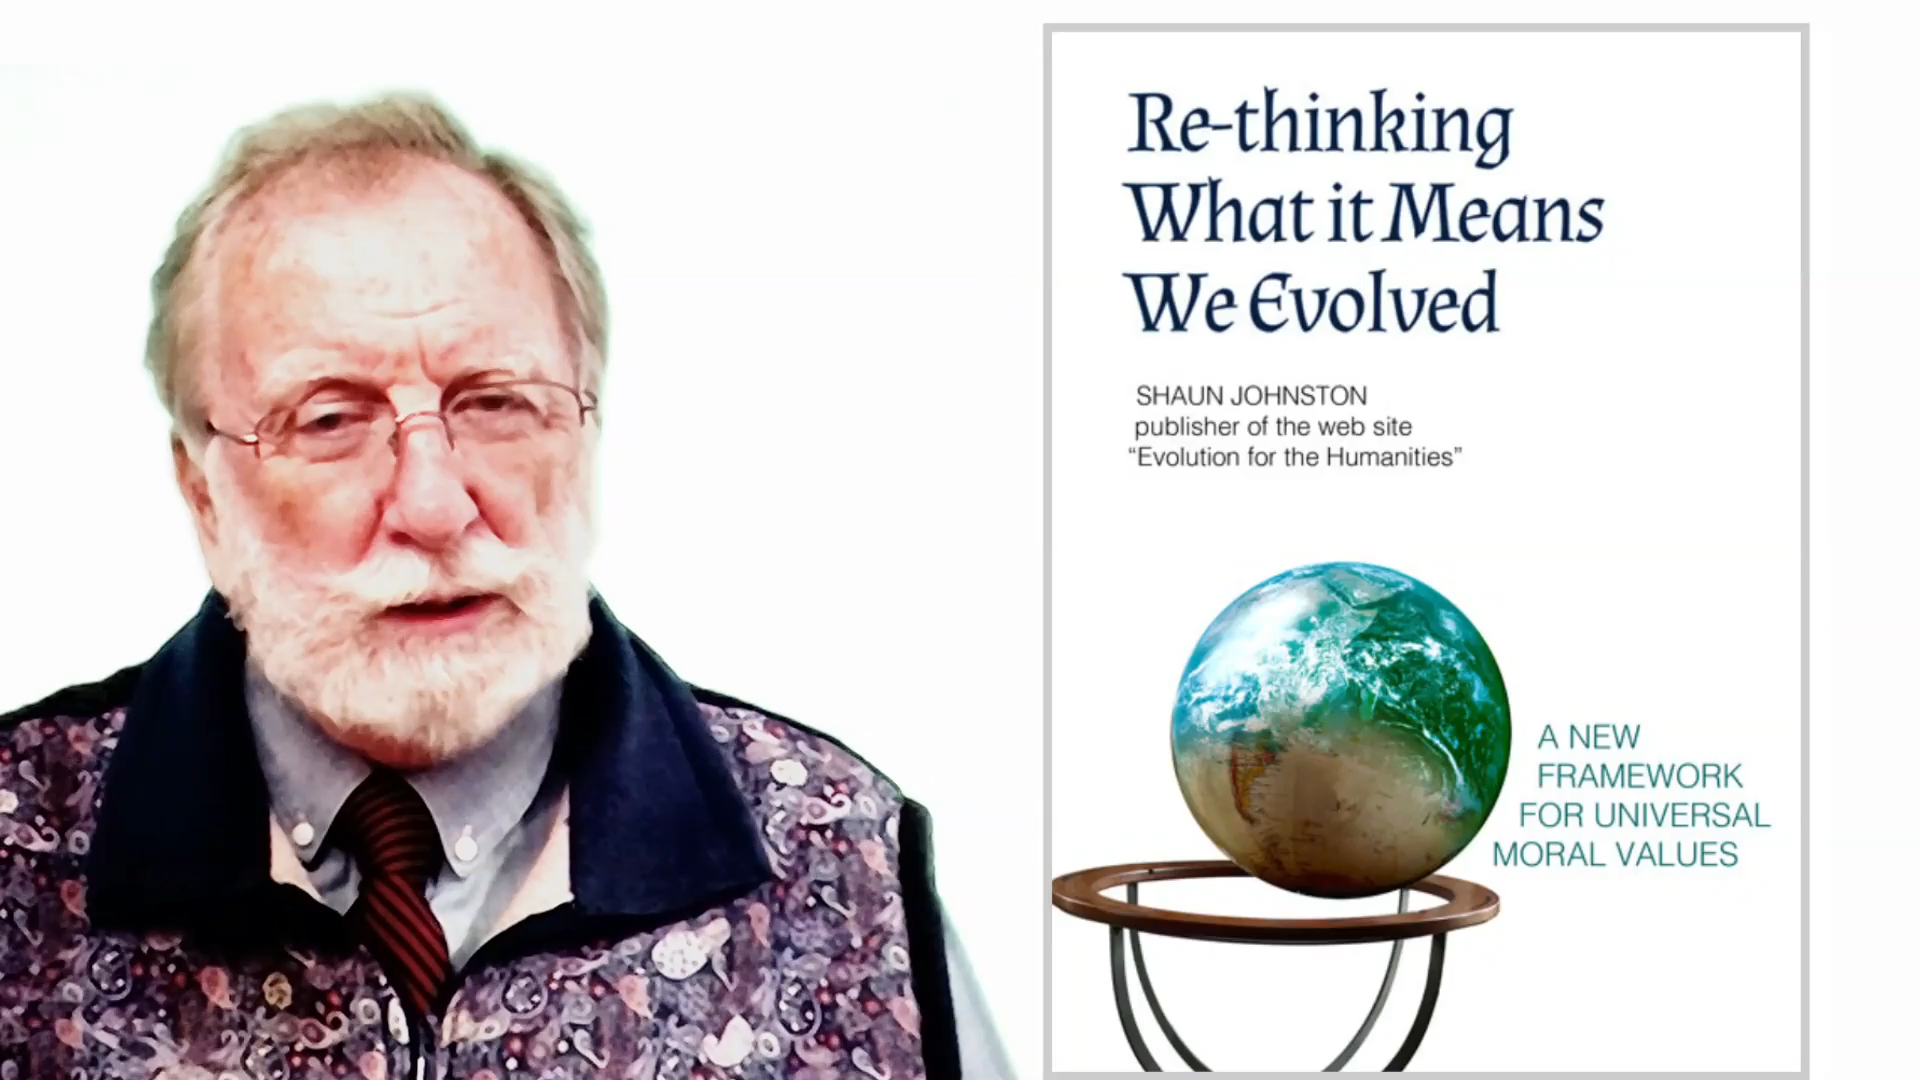 Re-thinking
What it Means
We Evolved
SHAUN JOHNSTON
publisher of the web site
“Evolution for the Humanities”
A NEW
FRAMEWORK
FOR UNIVERSAL
MORAL VALUES